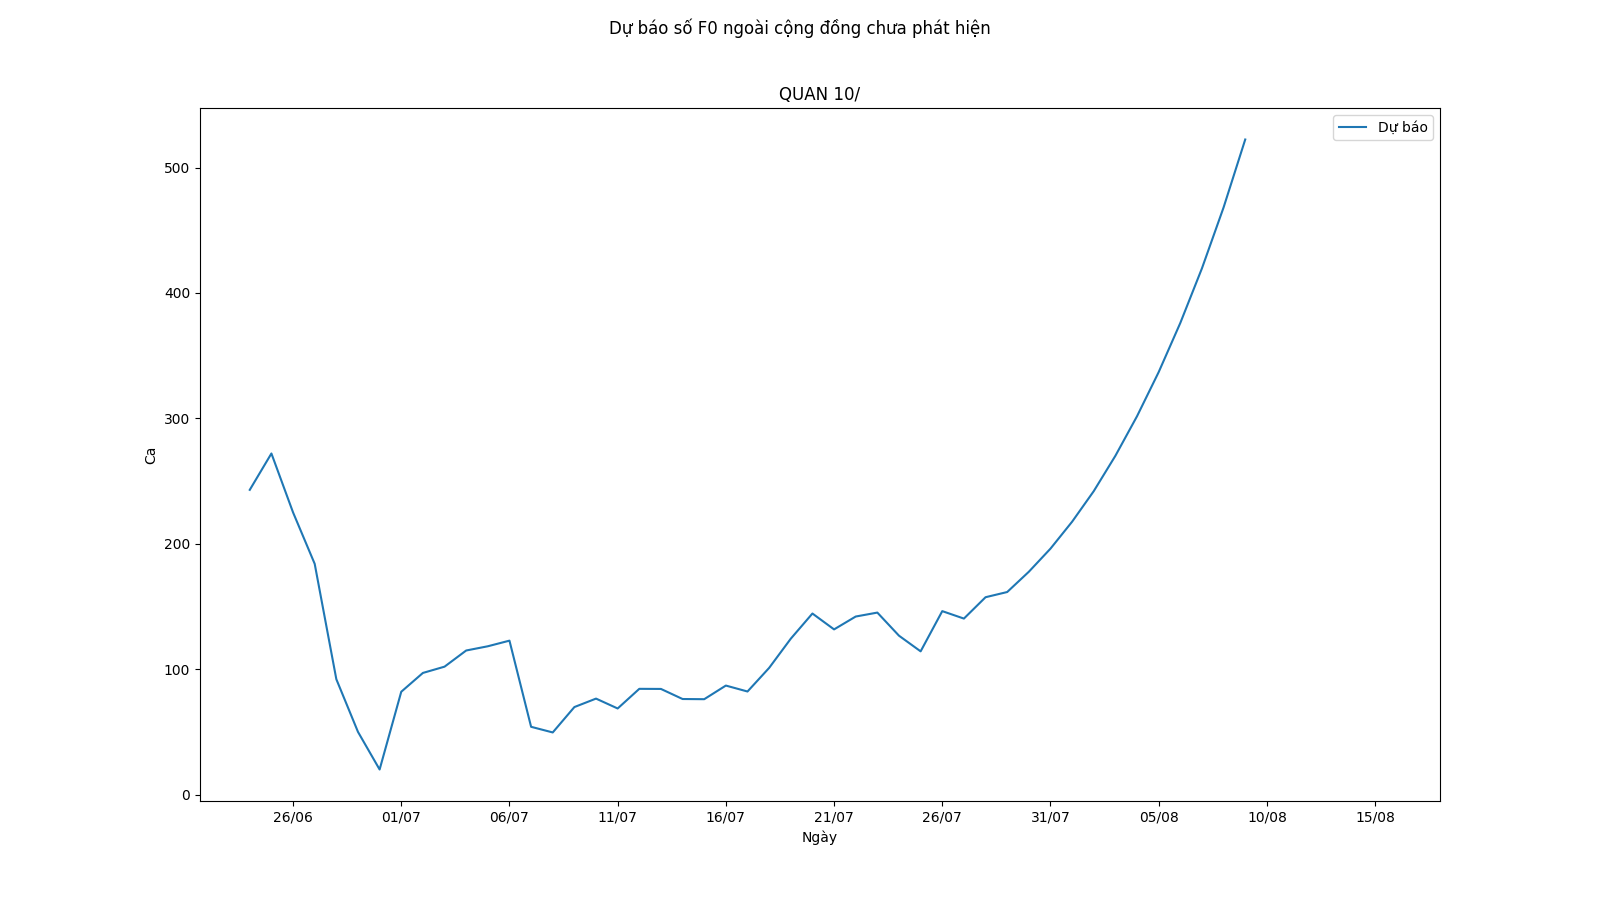 Dự báo số F0 ngoài cộng đồng chưa phát hiện
QUAN 10/
Dự báo
500
400
300
200
100
0
Ca
26/06 01/07 06/07 11/07 16/07 21/07 26/07 31/07 05/08 10/08 15/08
Ngày